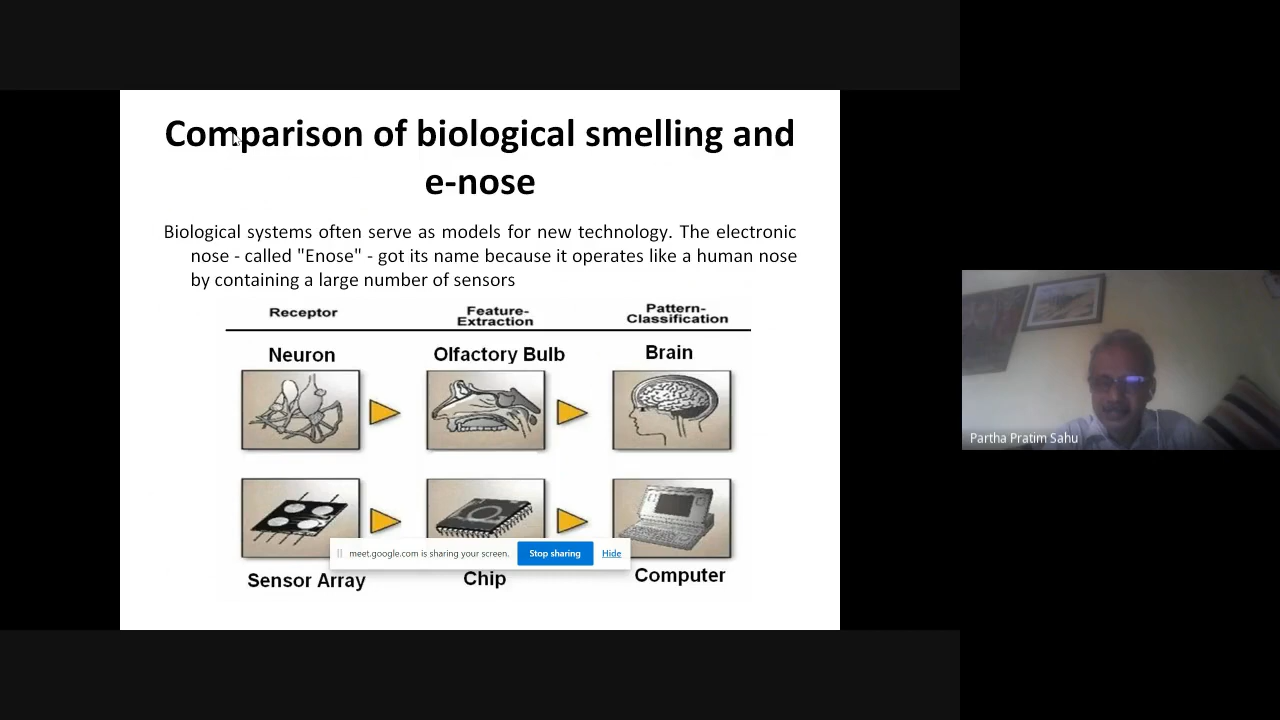 Comparison of biological smelling and
e-nose
Biological systems often serve as models for new technology. The electronic
nose - called "Enose" - got its name because it operates like a human nose
by containing a large number of sensors
Receptor
Feature-
Extraction
Pattern-
Classification
Neuron
Olfactory Bulb
Brain
meet.google.com is sharing your screen.
Stop sharing
Hide
Sensor Array
Chip
Computer
Partha Pratim Sahu